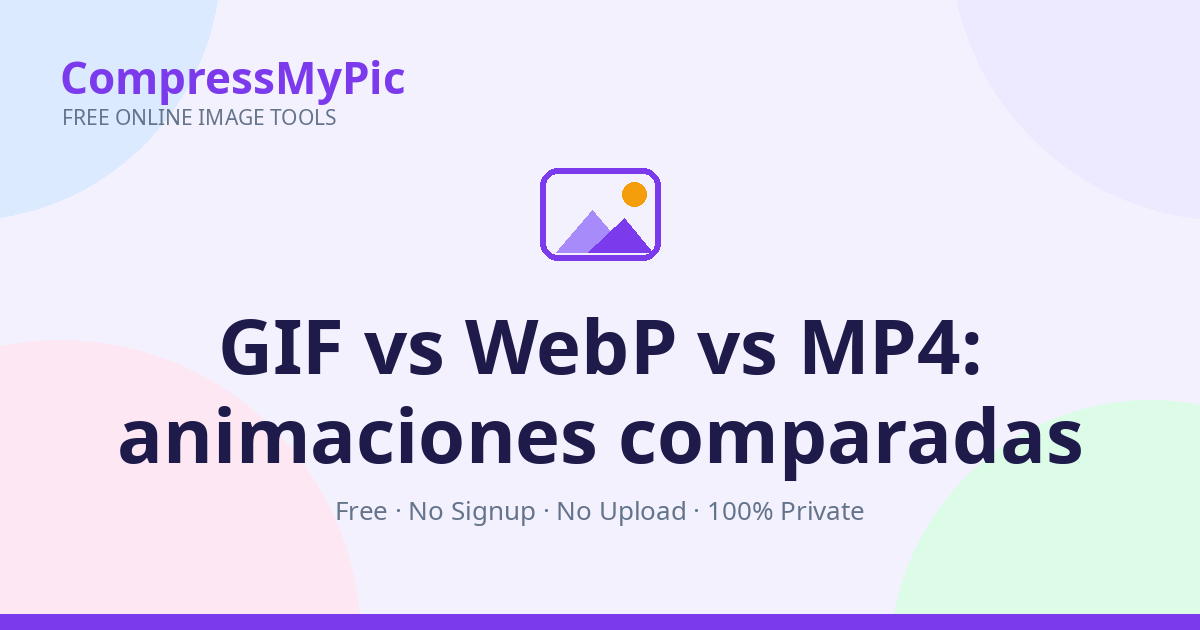 CompressMyPic
FREE ONLINE IMAGE TOOLS
GIF vs WebP vs MP4:
animaciones comparadas
Free · No Signup · No Upload · 100% Private